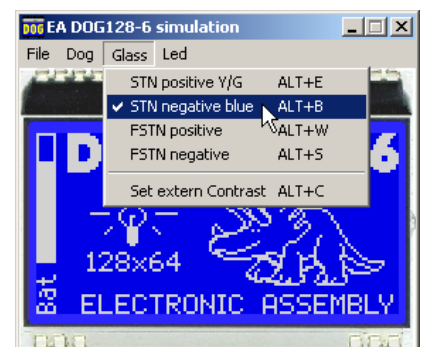 DOG EA DOG128-6 simulation
File Dog Glass Led
STN positive Y/G ALT+E
STN negative blue ALT+B
FSTN positive ALT+W
FSTN negative ALT+S
Set extern Contrast ALT+C
D 6
128x64
Bat
ELECTRONIC ASSEMBLY